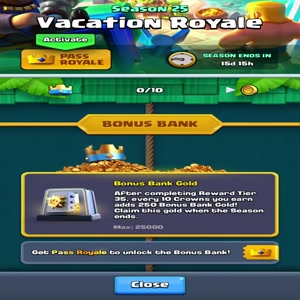 Season 25
Vacation Royale
Activate
PASS
ROYALE
SEASON ENDS IN
15d 15h
0/10
BONUS BANK
Bonus Bank Gold
After completing Reward Tier
35, every 10 Crowns you earn
adds 250 Bonus Bank Gold!
Claim this gold when the Season
ends.
Max: 25000
Get Pass Royale to unlock the Bonus Bank!
Close